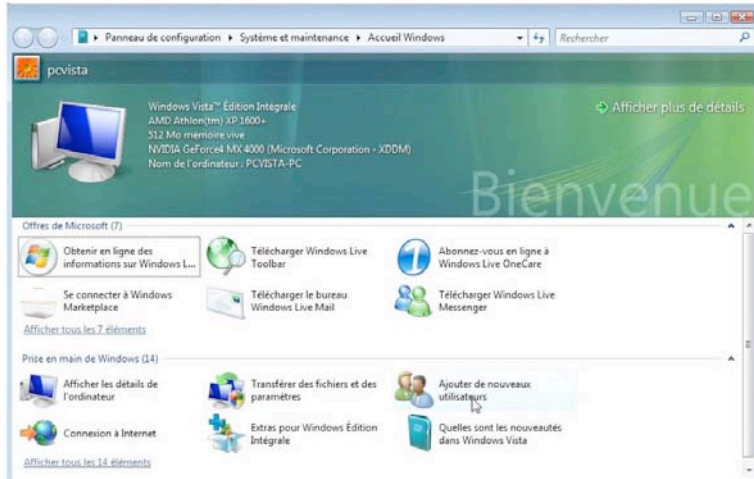 Panneau de configuration ▸ Système et maintenance ▸ Accueil Windows
Rechercher
pcvista
Windows Vista™ Édition Intégrale
AMD Athlon(tm) XP 1600+
512 Mo mémoire vive
NVIDIA GeForce4 MX 4000 (Microsoft Corporation - XDDM)
Nom de l'ordinateur : PCVISTA-PC
Afficher plus de détails
Bienvenue
Offres de Microsoft (7)
Obtenir en ligne des
informations sur Windows L...
Télécharger Windows Live
Toolbar
Abonnez-vous en ligne à
Windows Live OneCare
Se connecter à Windows
Marketplace
Télécharger le bureau
Windows Live Mail
Télécharger Windows Live
Messenger
Afficher tous les 7 éléments
Prise en main de Windows (14)
Afficher les détails de
l'ordinateur
Transférer des fichiers et des
paramètres
Ajouter de nouveaux
utilisateurs
Connexion à Internet
Extras pour Windows Édition
Intégrale
Quelles sont les nouveautés
dans Windows Vista
Afficher tous les 14 éléments